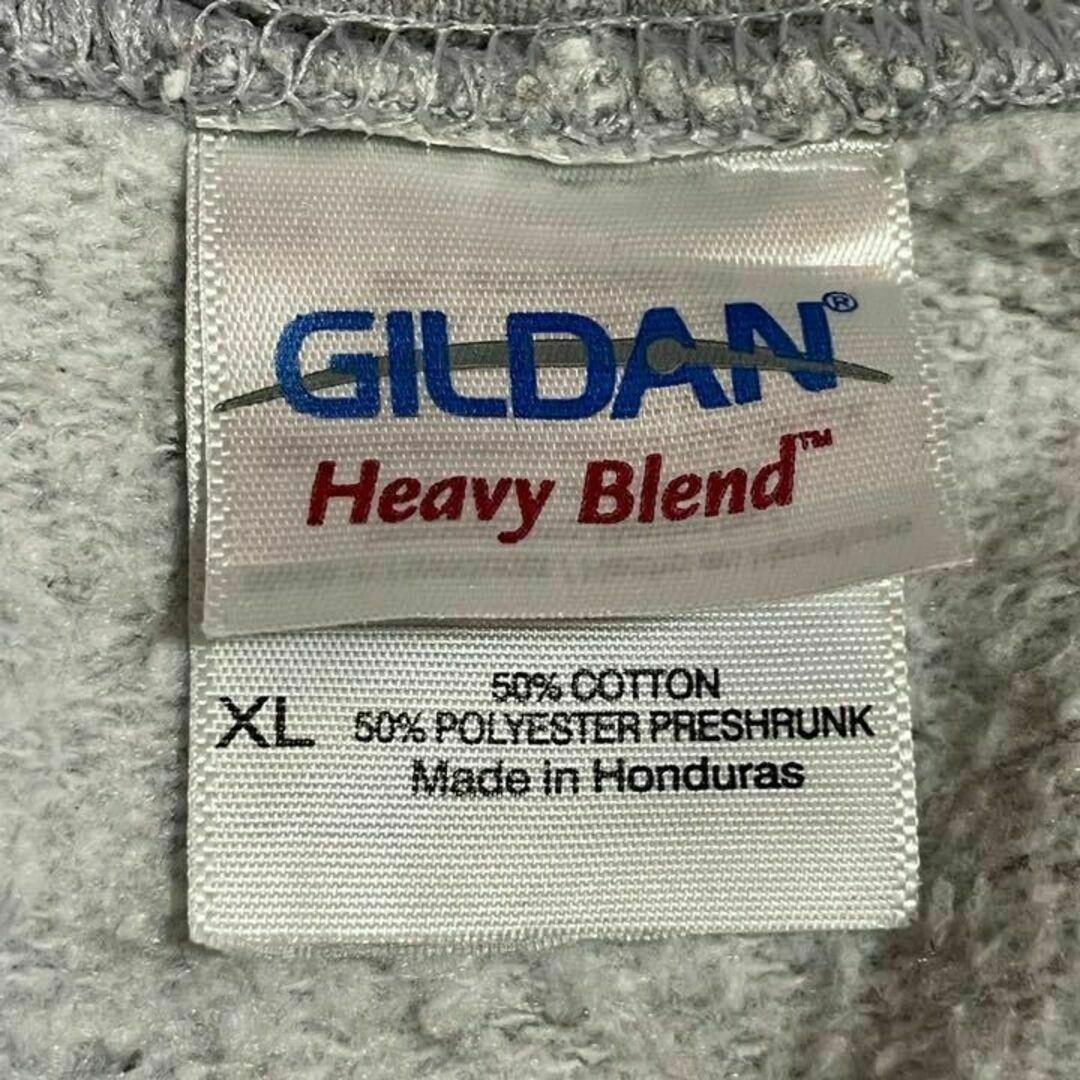 GILDAN®
Heavy Blend™
XL
50% COTTON
50% POLYESTER PRESHRUNK
Made in Honduras